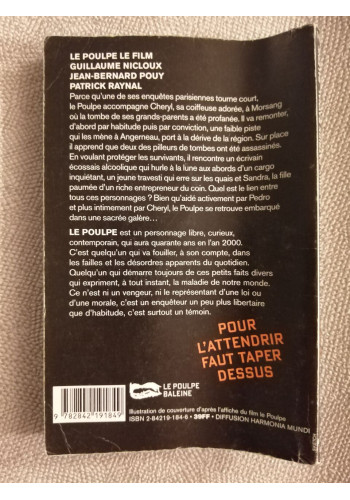 LE POULPE LE FILM
GUILLAUME NICLOUX
JEAN-BERNARD POUY
PATRICK RAYNAL
Parce qu'une de ses enquêtes parisiennes tourne court,
le Poulpe accompagne Cheryl, sa coiffeuse adorée, à Morsang
où la tombe de ses grands-parents a été profanée. Il va remonter,
d'abord par habitude puis par conviction, une faible piste
qui les mène à Angerneau, port à la dérive de la région. Sur place
il apprend que deux des pilleurs de tombes ont été assassinés.
En voulant protéger les survivants, il rencontre un écrivain
écossais alcoolique qui hurle à la lune aux abords d'un cargo
inquiétant, un jeune travesti qui erre sur les quais et Sandra, la fille
paumée d'un riche entrepreneur du coin. Quel est le lien entre
tous ces personnages ? Bien qu'aidé activement par Pedro
et plus intimement par Cheryl, le Poulpe se retrouve embarqué
dans une sacrée galère...
LE POULPE est un personnage libre, curieux,
contemporain, qui aura quarante ans en l'an 2000.
C'est quelqu'un qui va fouiller, à son compte, dans
les failles et les désordres apparents du quotidien.
Quelqu'un qui démarre toujours de ces petits faits divers
qui expriment, à tout instant, la maladie de notre monde.
Ce n'est ni un vengeur, ni le représentant d'une loi ou
d'une morale, c'est un enquêteur un peu plus libertaire
que d'habitude, c'est surtout un témoin.
POUR
L'ATTENDRIR
FAUT TAPER
DESSUS
LE POULPE
BALEINE
9 782842 191849
Illustration de couverture d'après l'affiche du film le Poulpe
ISBN 2-84219-184-6 • 39FF • DIFFUSION HARMONIA MUNDI